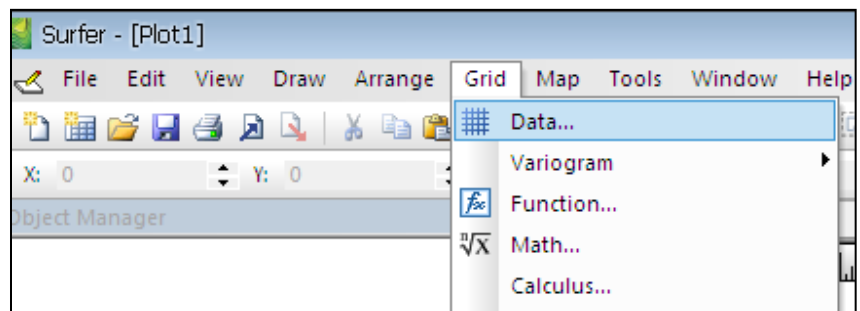 Surfer - [Plot1]
File Edit View Draw Arrange Grid Map Tools Window Help
Data...
X: 0 Y: 0
Variogram
Object Manager
Function...
Math...
Calculus...